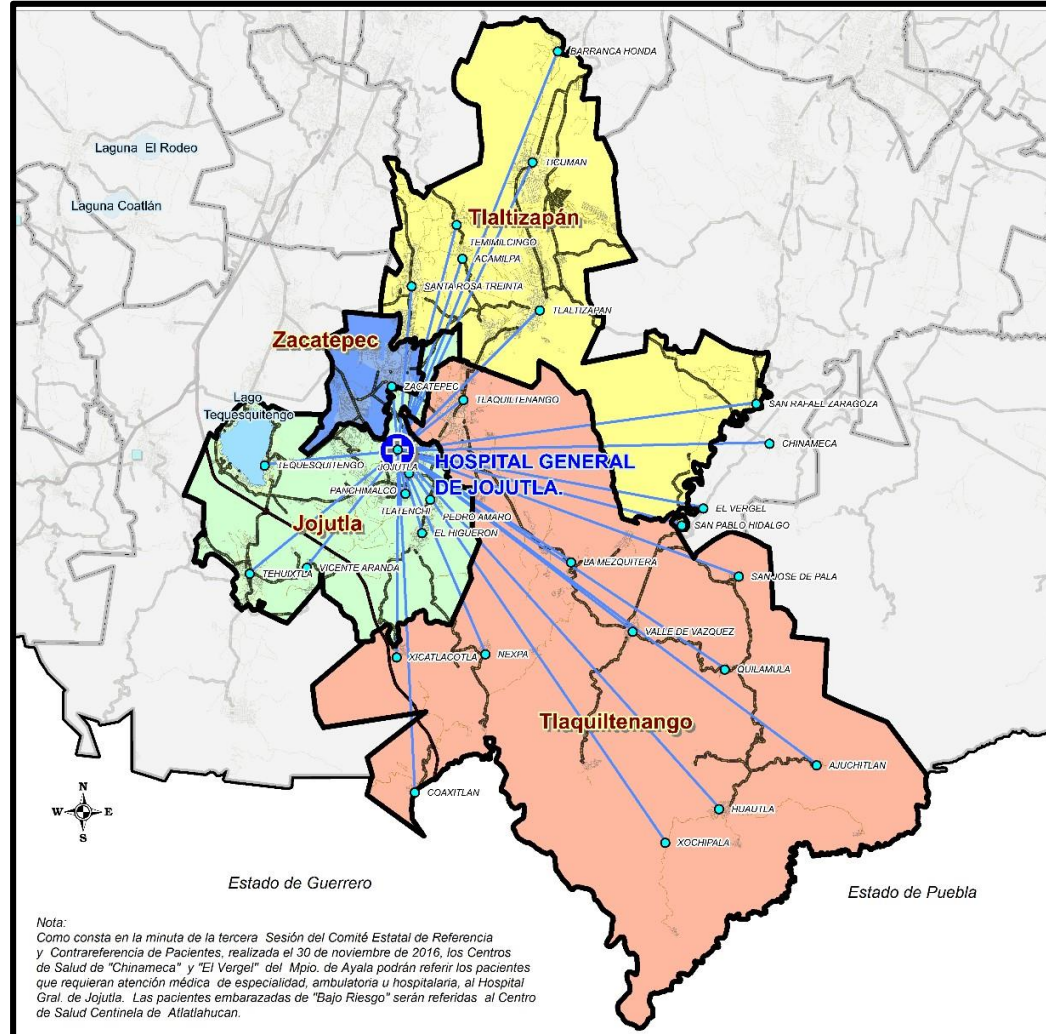 BARRANCA HONDA
Laguna El Rodeo
TICUMAN
Laguna Coatlán
Tlaltizapán
TEMIMILCINGO
ACAMILPA
SANTA ROSA TREINTA
TLALTIZAPAN
Zacatepec
ZACATEPEC
Lago
Tequesquitengo
TLAQUILTENANGO
SAN RAFAEL ZARAGOZA
CHINAMECA
TEQUESQUITENGO
JOJUTLA
HOSPITAL GENERAL
DE JOJUTLA.
PANCHIMALCO
TLATENCHI
PEDRO AMARO
EL VERGEL
SAN PABLO HIDALGO
Jojutla
EL HIGUERON
LA MEZQUITERA
TEHUIXTLA
VICENTE ARANDA
SAN JOSE DE PALA
VALLE DE VAZQUEZ
XICATLACOTLA
NEXPA
QUILAMULA
Tlaquiltenango
AJUCHITLAN
COAXITLAN
HUAUTLA
XOCHIPALA
N
W
E
S
Estado de Guerrero
Estado de Puebla
Nota:
Como consta en la minuta de la tercera Sesión del Comité Estatal de Referencia
y Contrareferencia de Pacientes, realizada el 30 de noviembre de 2016, los Centros
de Salud de "Chinameca" y "El Vergel" del Mpio. de Ayala podrán referir los pacientes
que requieran atención médica de especialidad, ambulatoria u hospitalaria, al Hospital
Gral. de Jojutla. Las pacientes embarazadas de "Bajo Riesgo" serán referidas al Centro
de Salud Centinela de Atlatlahucan.